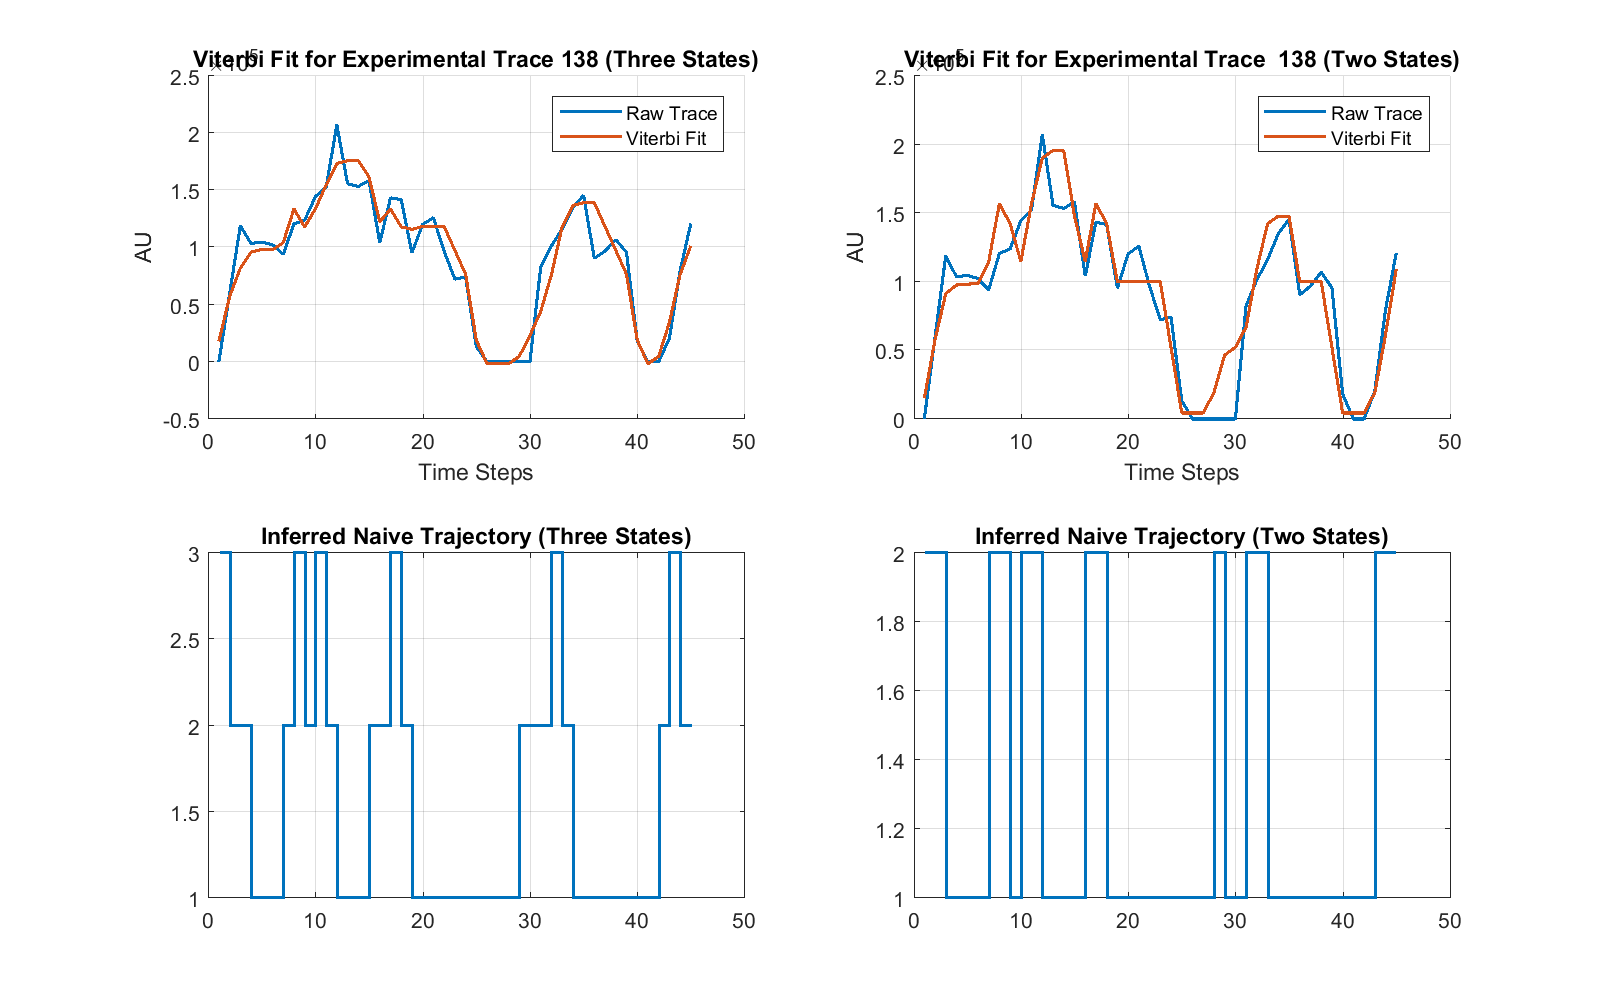 Viterbi Fit for Experimental Trace 138 (Three States)
×10^5
2.5
2
1.5
1
0.5
0
-0.5
AU
0 10 20 30 40 50
Time Steps
Raw Trace
Viterbi Fit
Viterbi Fit for Experimental Trace  138 (Two States)
×10^5
2.5
2
1.5
1
0.5
0
AU
0 10 20 30 40 50
Time Steps
Raw Trace
Viterbi Fit
Inferred Naive Trajectory (Three States)
3
2.5
2
1.5
1
0 10 20 30 40 50
Inferred Naive Trajectory (Two States)
2
1.8
1.6
1.4
1.2
1
0 10 20 30 40 50